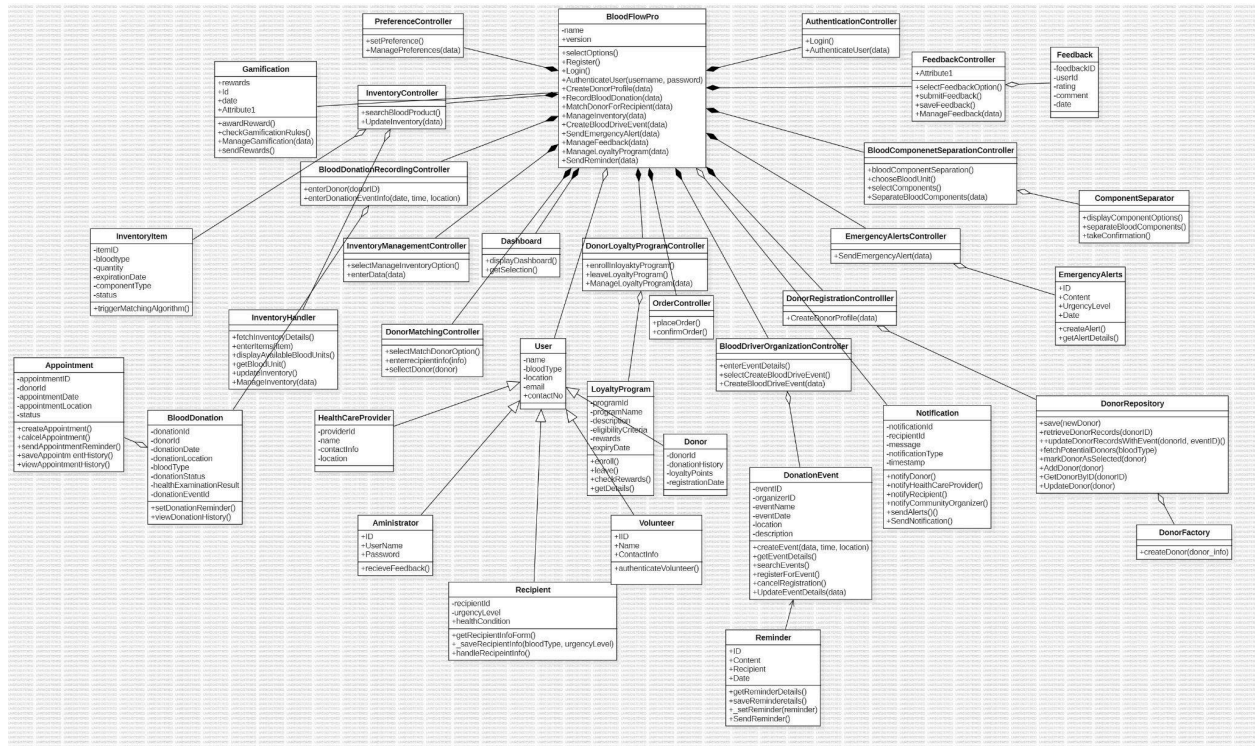 BloodFlowPro
-name
+version
+selectOptions()
+Register()
+Login()
+AuthenticateUser(username, password)
+CreateDonorProfile(data)
+RecordBloodDonation(data)
+MatchDonorForRecipient(data)
+ManageInventory(data)
+CreateBloodDriveEvent(data)
+SendEmergencyAlert(data)
+ManageFeedback(data)
+ManageLoyaltyProgram(data)
+SendReminder(data)
PreferenceController
+setPreference()
+ManagePreferences(data)
AuthenticationController
+Login()
+AuthenticateUser(data)
FeedbackController
+Attribute1
+selectFeedbackOption()
+submitFeedback()
+saveFeedback()
+ManageFeedback(data)
Feedback
-feedbackID
-userId
-rating
-comment
-date
Gamification
+rewards
+Id
+date
+Attribute1
+awardReward()
+checkGamificationRules()
+ManageGamification(data)
+sendRewards()
InventoryController
+searchBloodProduct()
+UpdateInventory(data)
BloodDonationRecordingController
+enterDonor(donorID)
+enterDonationEventInfo(date, time, location)
BloodComponenetSeparationController
+bloodComponentSeparation()
+chooseBloodUnit()
+selectComponents()
+SeparateBloodComponents(data)
ComponentSeparator
+displayComponentOptions()
+separateBloodComponents()
+takeConfirmation()
InventoryItem
-itemID
-bloodtype
-quantity
-expirationDate
-componentType
-status
+triggerMatchingAlgorithm()
InventoryManagementController
+selectManageInventoryOption()
+enterData(data)
Dashboard
+displayDashboard()
+getSelection()
DonorLoyaltyProgramController
+enrollInloyaktyProgram()
+leaveLoyaltyProgram()
+ManageLoyaltyProgram(data)
EmergencyAlertsController
+SendEmergencyAlert(data)
EmergencyAlerts
+ID
+Content
+UrgencyLevel
+Date
+createAlert()
+getAlertDetails()
OrderController
+placeOrder()
+confirmOrder()
DonorRegistrationControlller
+CreateDonorProfile(data)
InventoryHandler
+fetchInventoryDetails()
+enterItems(item)
+displayAvailableBloodUnits()
+getBloodUnit()
+updateInventory()
+ManageInventory(data)
DonorMatchingController
+selectMatchDonorOption()
+enterrecipientinfo(info)
+sellectDonor(donor)
User
-name
-bloodType
-location
-email
+contactNo
BloodDriverOrganizationController
+enterEventDetails()
+selectCreateBloodDriveEvent()
+CreateBloodDriveEvent(data)
Appointment
-appointmentID
-donorId
-appointmentDate
-appointmentLocation
-status
+createAppointment()
+calcelAppointment()
+sendAppointmentReminder()
+saveAppointm entHistory()
+viewAppointmentHistory()
BloodDonation
-donationId
-donorId
-donationDate
-donationLocation
-bloodType
-donationStatus
-healthExaminationResult
-donationEventId
+setDonationReminder()
+viewDonationHistory()
HealthCareProvider
-providerId
-name
-contactInfo
-location
LoyaltyProgram
-programId
-programName
-description
-eligibilityCriteria
-rewards
-expiryDate
+enroll()
+leave()
+checkRewards()
+getDetails()
Donor
-donorId
-donationHistory
-loyaltyPoints
-registrationDate
Notification
-notificationId
-recipientId
-message
-notificationType
-timestamp
+notifyDonor()
+notifyHealthCareProvider()
+notifyRecipient()
+notifyCommunityOrganizer()
+sendAlerts()()
+SendNotification()
DonorRepository
+save(newDonor)
+retrieveDonorRecords(donorID)
++updateDonorRecordsWithEvent(donorId, eventID)()
+fetchPotentialDonors(bloodType)
+markDonorAsSelected(donor)
+AddDonor(donor)
+GetDonorByID(donorID)
+UpdateDonor(donor)
DonorFactory
+createDonor(donor_info)
DonationEvent
-eventID
-organizerID
-eventName
-eventDate
-location
-description
+createEvent(data, time, location)
+getEventDetails()
+searchEvents()
+registerForEvent()
+cancelRegistration()
+UpdateEventDetails(data)
Aministrator
+ID
+UserName
+Password
+recieveFeedback()
Volunteer
+IID
+Name
+ContactInfo
+authenticateVolunteer()
Recipient
-recipientId
-urgencyLevel
+healthCondition
+getRecipientInfoForm()
+_saveRecipientInfo(bloodType, urgencyLevel)
+handleRecipeintInfo()
Reminder
+ID
+Content
+Recipient
+Date
+getReminderDetails()
+saveReminderetails()
+_setReminder(reminder)
+SendReminder()